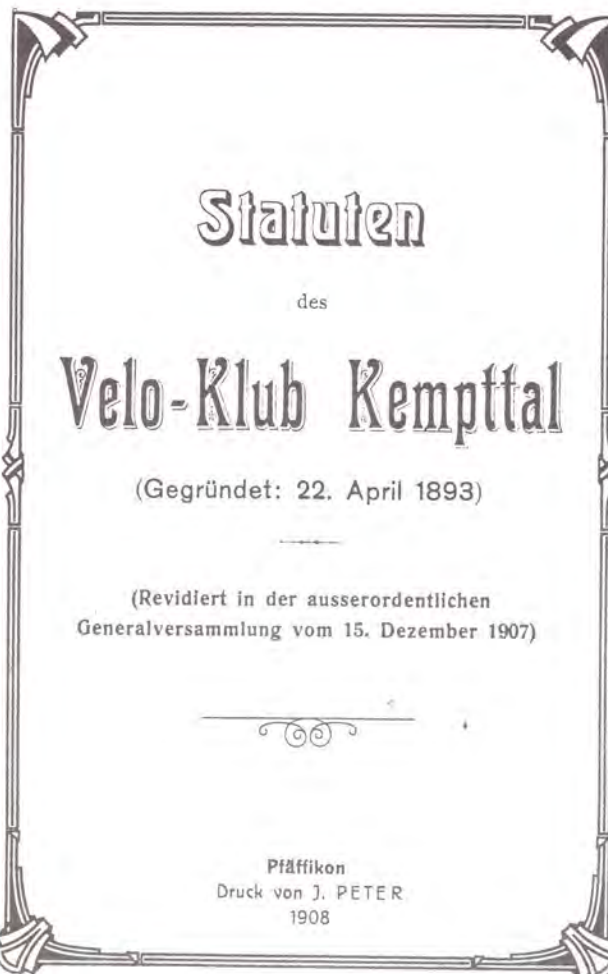 Statuten
des
Velo-Klub Kempttal
(Gegründet: 22. April 1893)
(Revidiert in der ausserordentlichen
Generalversammlung vom 15. Dezember 1907)
Pfäffikon
Druck von J. PETER
1908